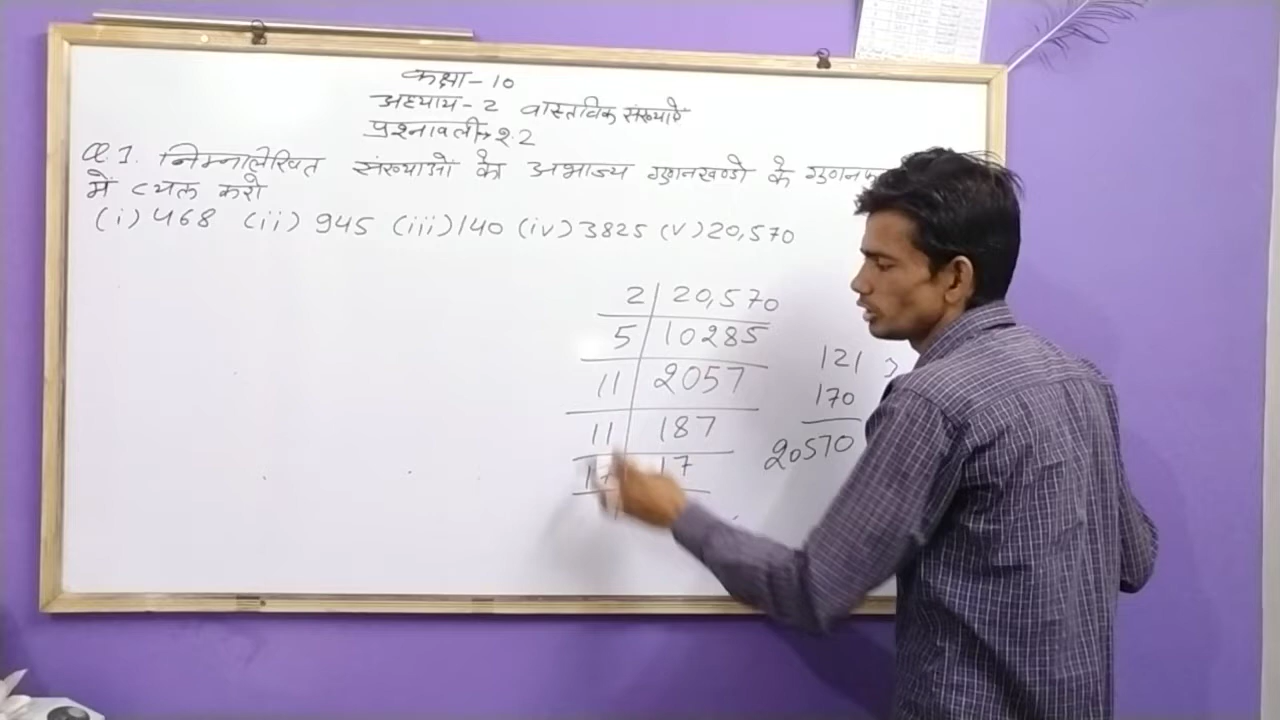 कक्षा-10
अध्याय-2 वास्तविक संख्याऐं
प्रश्नावली→ 2.2
Q.1. निम्नलिखित संख्याओं के अभाज्य गुणनखण्डो के
में व्यक्त करो
(i) 468 (ii) 945 (iii) 140 (iv) 3825 (v) 20,570
2 | 20,570
5 | 10285
11 | 2057
11 | 187
17 | 17
121
170
20570